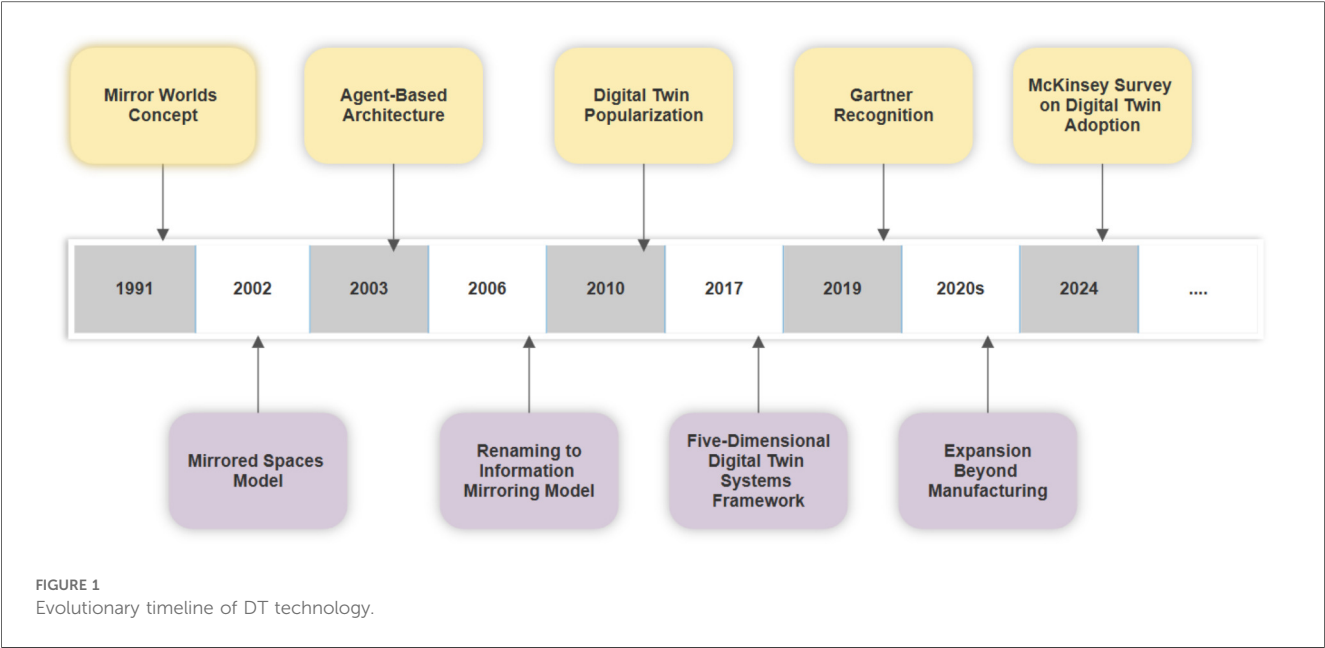 Mirror Worlds
Concept
Agent-Based
Architecture
Digital Twin
Popularization
Gartner
Recognition
McKinsey Survey
on Digital Twin
Adoption
1991
2002
2003
2006
2010
2017
2019
2020s
2024
....
Mirrored Spaces
Model
Renaming to
Information
Mirroring Model
Five-Dimensional
Digital Twin
Systems
Framework
Expansion
Beyond
Manufacturing
FIGURE 1
Evolutionary timeline of DT technology.